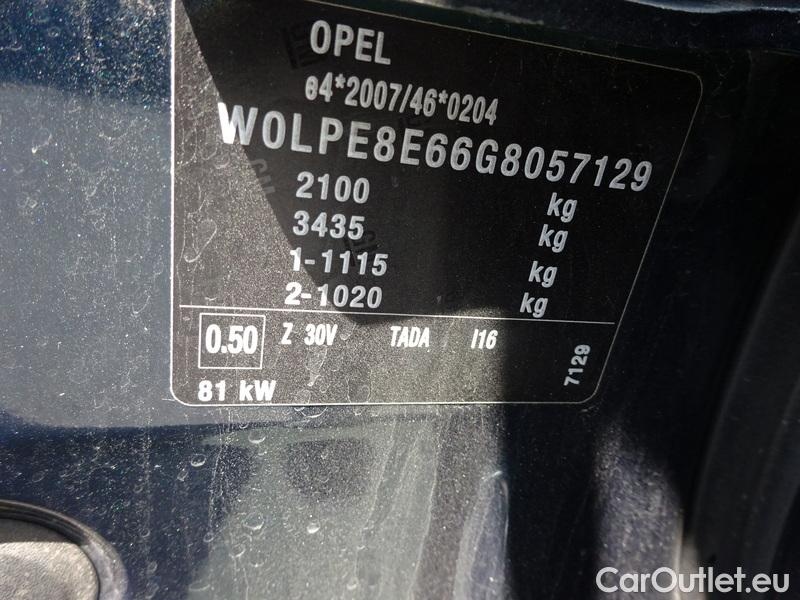 OPEL
e4*2007/46*0204
W0LPE8E66G8057129
2100 kg
3435 kg
1-1115 kg
2-1020 kg
0.50 Z 30V TADA I16
81 kW
7129
CarOutlet.eu